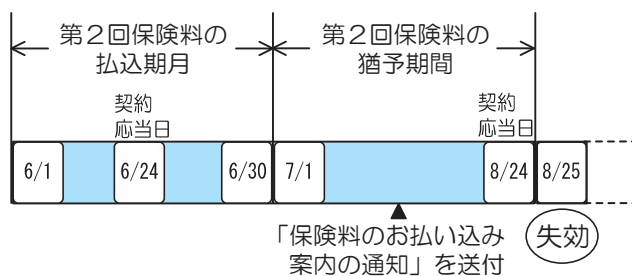 第２回保険料の
払込期月
第２回保険料の
猶予期間
契約
応当日
契約
応当日
6/1
6/24
6/30
7/1
8/24
8/25
「保険料のお払い込み
案内の通知」を送付
失効